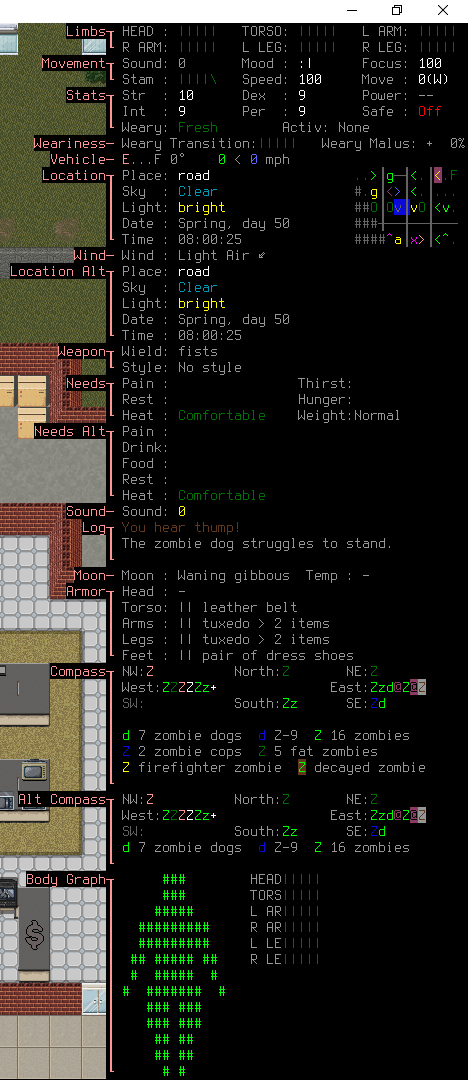 Limbs HEAD : ||||| TORSO: ||||| L ARM: |||||
R ARM: ||||| L LEG: ||||| R LEG: |||||
Movement Sound: 0 Mood : :| Focus: 100
Stam : ||||\ Speed: 100 Move : 0(W)
Stats Str : 10 Dex : 9 Power: --
Int : 9 Per : 9 Safe : Off
Weary: Fresh Activ: None
Weariness Weary Transition:||||| Weary Malus: + 0%
Vehicle E...F 0° 0 < 0 mph
Location Place: road ..> g—<. <.F
Sky : Clear #.g <> <. ...
Light: bright ##O OvvO <v.
Date : Spring, day 50 ###
Time : 08:00:25 ####^a x> <^.
Wind Wind : Light Air ⇙
Location Alt Place: road
Sky : Clear
Light: bright
Date : Spring, day 50
Time : 08:00:25
Weapon Wield: fists
Style: No style
Needs Pain : Thirst:
Rest : Hunger:
Heat : Comfortable Weight:Normal
Needs Alt Pain :
Drink:
Food :
Rest :
Heat : Comfortable
Sound Sound: 0
Log You hear thump!
The zombie dog struggles to stand.
Moon Moon : Waning gibbous Temp : -
Armor Head : -
Torso: || leather belt
Arms : || tuxedo > 2 items
Legs : || tuxedo > 2 items
Feet : || pair of dress shoes
Compass NW:Z North:Z NE:Z
West:ZZZZZz+ East:Zzd@Z@Z
SW: South:Zz SE:Zd
d 7 zombie dogs d Z-9 Z 16 zombies
Z 2 zombie cops Z 5 fat zombies
Z firefighter zombie Z decayed zombie
Alt Compass NW:Z North:Z NE:Z
West:ZZZZZz+ East:Zzd@Z@Z
SW: South:Zz SE:Zd
d 7 zombie dogs d Z-9 Z 16 zombies
Body Graph ### HEAD|||||
### TORS|||||
##### L AR|||||
######### R AR|||||
######### L LE|||||
## ##### ## R LE|||||
# ##### #
# ####### #
### ###
### ###
## ##
## ##
# #
$